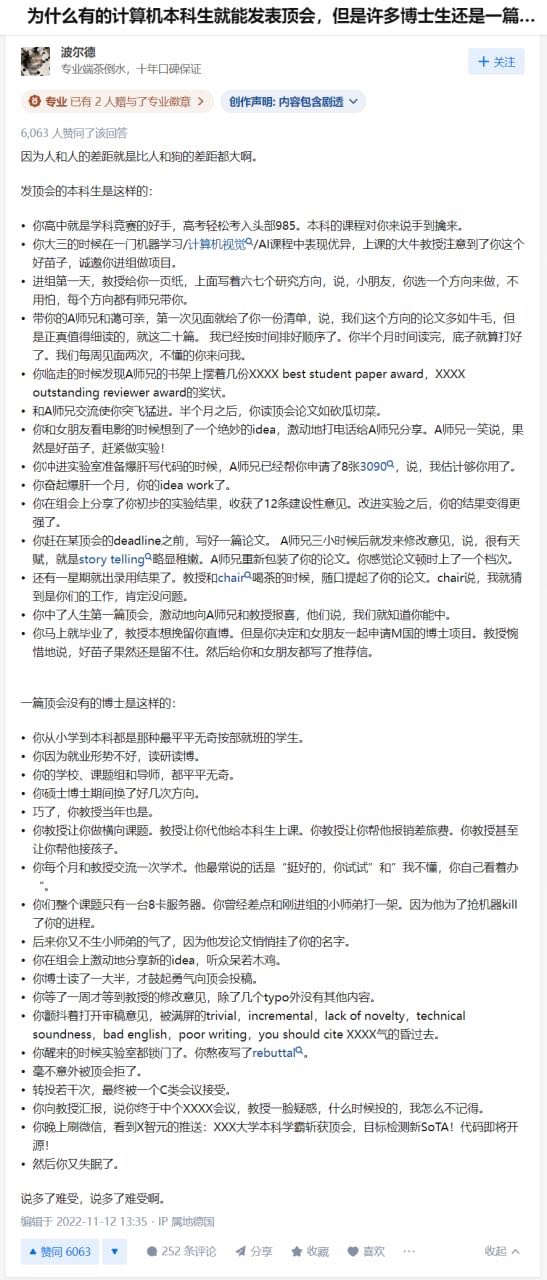 为什么有的计算机本科生就能发表顶会，但是许多博士生还是一篇...
波尔德
专业端茶倒水，十年口碑保证
+ 关注
专业 已有 2 人赠与了专业徽章 >
创作声明: 内容包含剧透
6,063 人赞同了该回答
因为人和人的差距就是比人和狗的差距都大啊。
发顶会的本科生是这样的：
• 你高中就是学科竞赛的好手，高考轻松考入头部985。本科的课程对你来说手到擒来。
• 你大三的时候在一门机器学习/计算机视觉/AI课程中表现优异，上课的大牛教授注意到了你这个
好苗子，诚邀你进组做项目。
• 进组第一天，教授给你一页纸，上面写着六七个研究方向，说，小朋友，你选一个方向来做，不
用怕，每个方向都有师兄带你。
• 带你的A师兄和蔼可亲，第一次见面就给了你一份清单，说，我们这个方向的论文多如牛毛，但
是正真值得细读的，就这二十篇。 我已经按时间排好顺序了。你半个月时间读完，底子就算打好
了。我们每周见面两次，不懂的你来问我。
• 你临走的时候发现A师兄的书架上摆着几份XXXX best student paper award，XXXX
outstanding reviewer award的奖状。
• 和A师兄交流使你突飞猛进。半个月之后，你读顶会论文如砍瓜切菜。
• 你和女朋友看电影的时候想到了一个绝妙的idea，激动地打电话给A师兄分享。A师兄一笑说，果
然是好苗子，赶紧做实验！
• 你冲进实验室准备爆肝写代码的时候，A师兄已经帮你申请了8张3090，说，我估计够你用了。
• 你奋起爆肝一个月，你的idea work了。
• 你在组会上分享了你初步的实验结果，收获了12条建设性意见。改进实验之后，你的结果变得更
强了。
• 你赶在某顶会的deadline之前，写好一篇论文。 A师兄三小时候后就发来修改意见，说，很有天
赋，就是story telling略显稚嫩。A师兄重新包装了你的论文。你感觉论文顿时上了一个档次。
• 还有一星期就出录用结果了。教授和chair喝茶的时候，随口提起了你的论文。chair说，我就猜
到是你们的工作，肯定没问题。
• 你中了人生第一篇顶会，激动地向A师兄和教授报喜，他们说，我们就知道你能中。
• 你马上就毕业了，教授本想挽留你直博。但是你决定和女朋友一起申请M国的博士项目。教授惋
惜地说，好苗子果然还是留不住。然后给你和女朋友都写了推荐信。
一篇顶会没有的博士是这样的：
• 你从小学到本科都是那种最平平无奇按部就班的学生。
• 你因为就业形势不好，读研读博。
• 你的学校、课题组和导师，都平平无奇。
• 你硕士博士期间换了好几次方向。
• 巧了，你教授当年也是。
• 你教授让你做横向课题。教授让你代他给本科生上课。你教授让你帮他报销差旅费。你教授甚至
让你帮他接孩子。
• 你每个月和教授交流一次学术。他最常说的话是“挺好的，你试试”和”我不懂，你自己看着办
“。
• 你们整个课题只有一台8卡服务器。你曾经差点和刚进组的小师弟打一架。因为他为了抢机器kill
了你的进程。
• 后来你又不生小师弟的气了，因为他发论文悄悄挂了你的名字。
• 你在组会上激动地分享新的idea，听众呆若木鸡。
• 你博士读了一大半，才鼓起勇气向顶会投稿。
• 你等了一周才等到教授的修改意见，除了几个typo外没有其他内容。
• 你颤抖着打开审稿意见，被满屏的trivial，incremental，lack of novelty，technical
soundness，bad english，poor writing，you should cite XXXX气的昏过去。
• 你醒来的时候实验室都锁门了。你熬夜写了rebuttal。
• 毫不意外被顶会拒了。
• 转投若干次，最终被一个C类会议接受。
• 你向教授汇报，说你终于中个XXXX会议，教授一脸疑惑，什么时候投的，我怎么不记得。
• 你晚上刷微信，看到X智元的推送：XXX大学本科学霸斩获顶会，目标检测新SoTA！代码即将开
源！
• 然后你又失眠了。
说多了难受，说多了难受啊。
编辑于 2022-11-12 13:35 · IP 属地德国
赞同 6063
252 条评论
分享
收藏
喜欢
收起